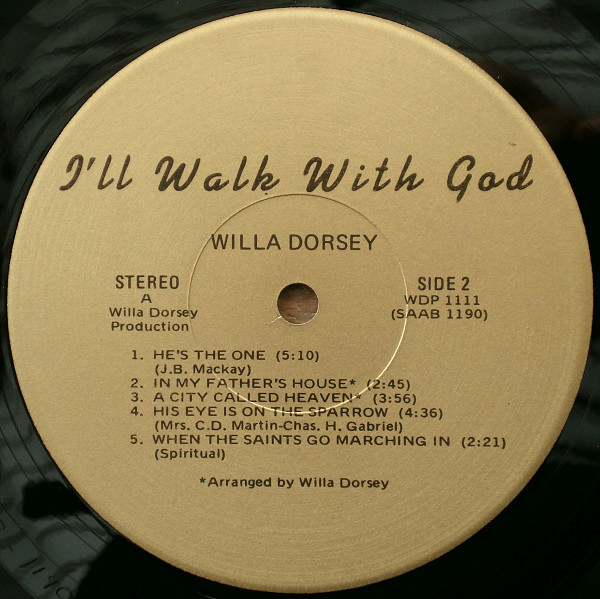 I'll Walk With God
WILLA DORSEY
STEREO
A
Willa Dorsey
Production
SIDE 2
WDP 1111
(SAAB 1190)
1. HE'S THE ONE (5:10)
(J.B. Mackay)
2. IN MY FATHER'S HOUSE* (2:45)
3. A CITY CALLED HEAVEN* (3:56)
4. HIS EYE IS ON THE SPARROW (4:36)
(Mrs. C.D. Martin-Chas. H. Gabriel)
5. WHEN THE SAINTS GO MARCHING IN (2:21)
(Spiritual)
*Arranged by Willa Dorsey